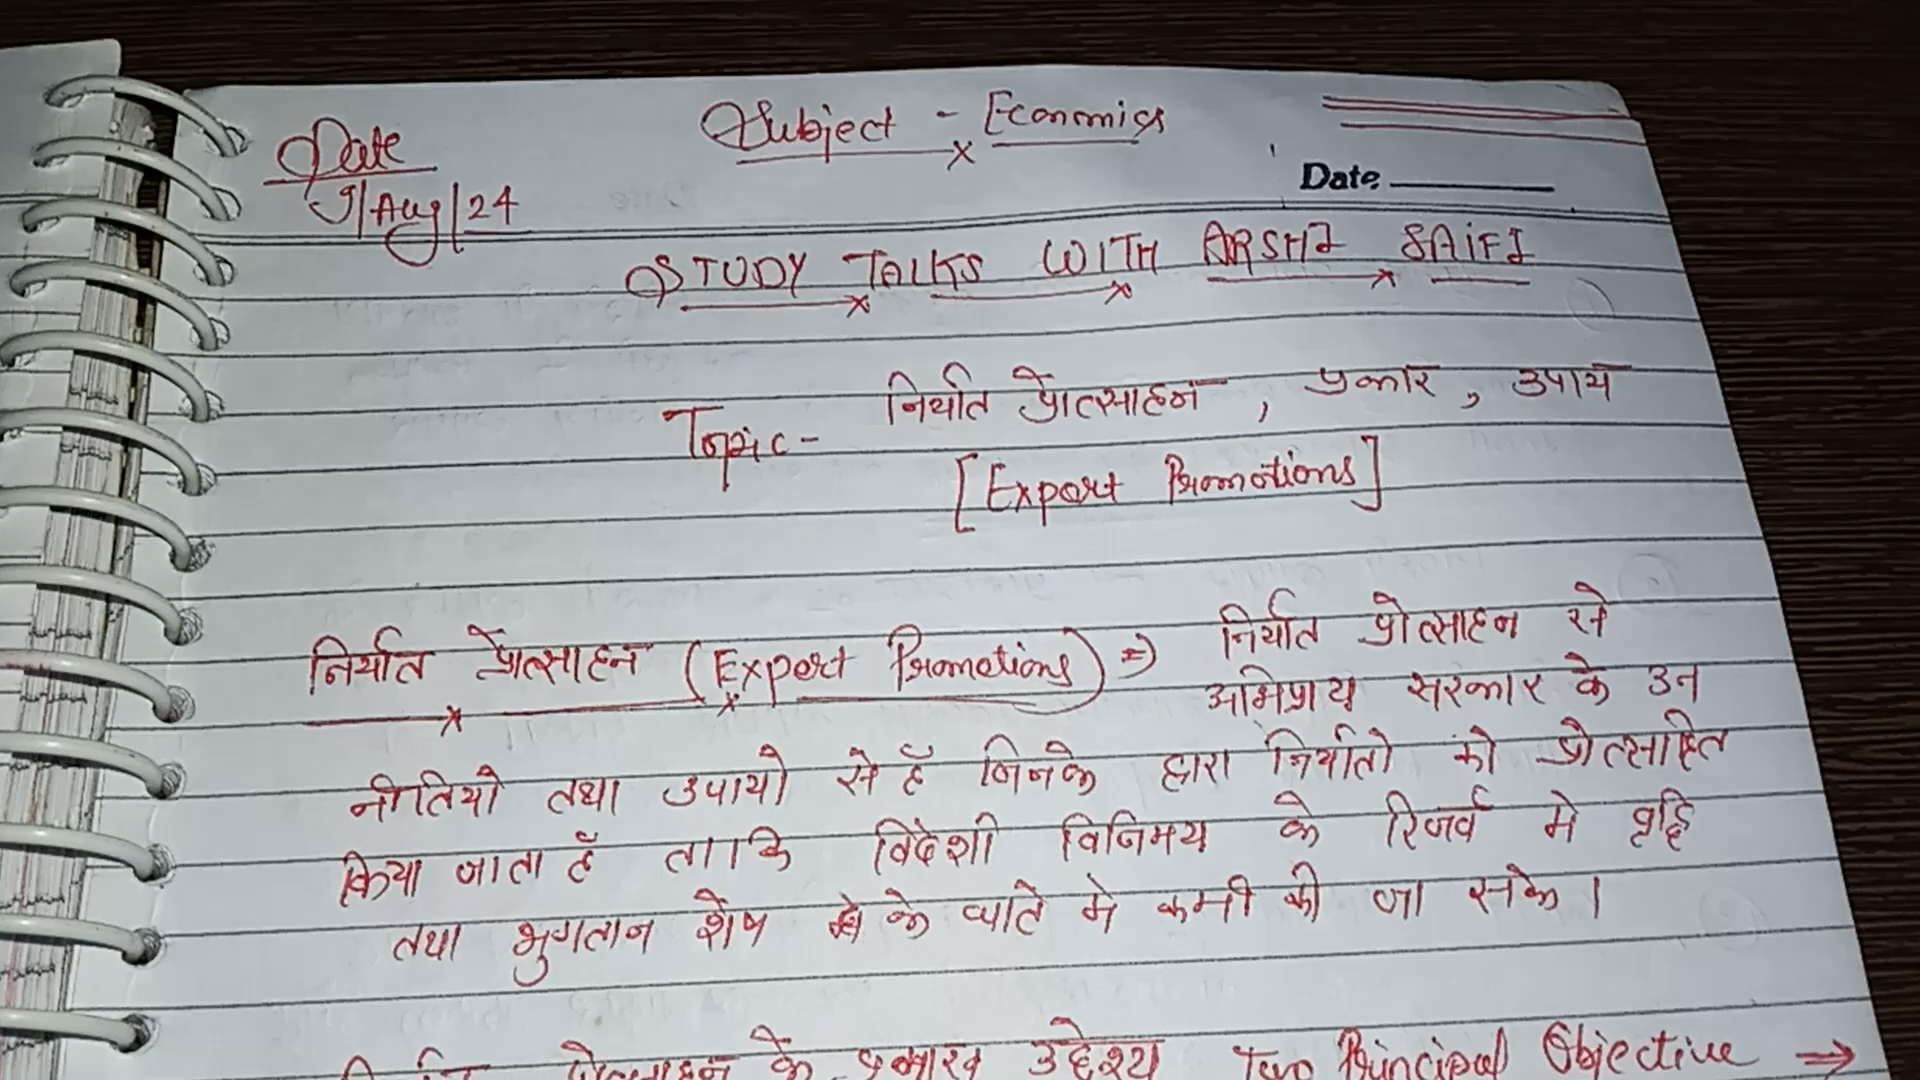 Subject - Economics
Date
9/Aug/24
Date
STUDY TALKS WITH ARSHI SAIFI
Topic - निर्यात प्रोत्साहन, प्रकार, उपाय
[Export Promotions]
निर्यात प्रोत्साहन (Export Promotions) ⇒ निर्यात प्रोत्साहन से
अभिप्राय सरकार के उन
नीतियो तथा उपायो से हैं जिनके द्वारा निर्यातो को प्रोत्साहित
किया जाता हैं ताकि विदेशी विनिमय के रिजर्व मे वृद्धि
तथा भुगतान शेष के घाटे मे कमी की जा सके।
प्रोत्साहन के प्रमुख उद्देश्य Two Principal Objective →